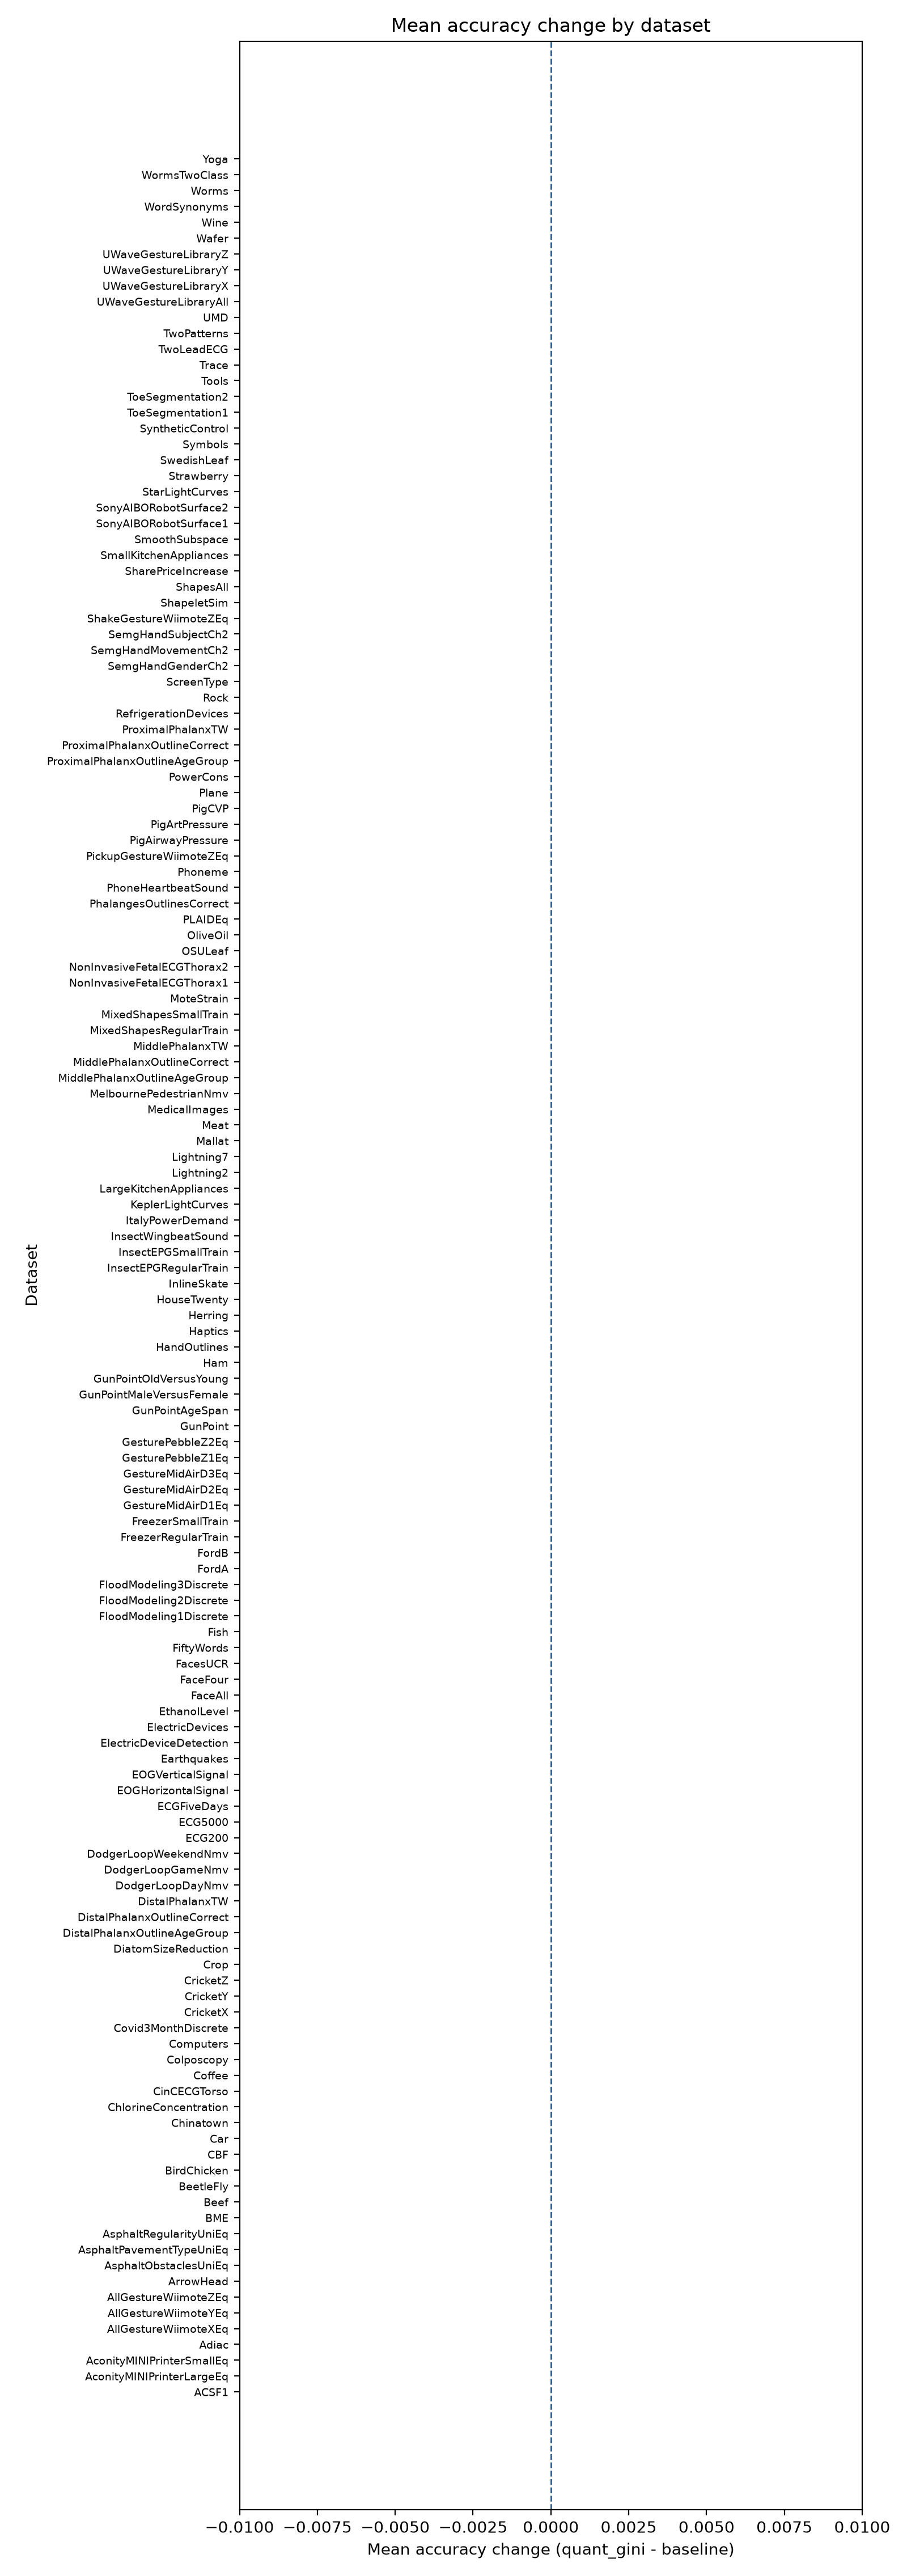 Mean accuracy change by dataset
Yoga
WormsTwoClass
Worms
WordSynonyms
Wine
Wafer
UWaveGestureLibraryZ
UWaveGestureLibraryY
UWaveGestureLibraryX
UWaveGestureLibraryAll
UMD
TwoPatterns
TwoLeadECG
Trace
Tools
ToeSegmentation2
ToeSegmentation1
SyntheticControl
Symbols
SwedishLeaf
Strawberry
StarLightCurves
SonyAIBORobotSurface2
SonyAIBORobotSurface1
SmoothSubspace
SmallKitchenAppliances
SharePriceIncrease
ShapesAll
ShapeletSim
ShakeGestureWiimoteZEq
SemgHandSubjectCh2
SemgHandMovementCh2
SemgHandGenderCh2
ScreenType
Rock
RefrigerationDevices
ProximalPhalanxTW
ProximalPhalanxOutlineCorrect
ProximalPhalanxOutlineAgeGroup
PowerCons
Plane
PigCVP
PigArtPressure
PigAirwayPressure
PickupGestureWiimoteZEq
Phoneme
PhoneHeartbeatSound
PhalangesOutlinesCorrect
PLAIDEq
OliveOil
OSULeaf
NonInvasiveFetalECGThorax2
NonInvasiveFetalECGThorax1
MoteStrain
MixedShapesSmallTrain
MixedShapesRegularTrain
MiddlePhalanxTW
MiddlePhalanxOutlineCorrect
MiddlePhalanxOutlineAgeGroup
MelbournePedestrianNmv
MedicalImages
Meat
Mallat
Lightning7
Lightning2
LargeKitchenAppliances
KeplerLightCurves
ItalyPowerDemand
InsectWingbeatSound
InsectEPGSmallTrain
InsectEPGRegularTrain
InlineSkate
HouseTwenty
Herring
Haptics
HandOutlines
Ham
GunPointOldVersusYoung
GunPointMaleVersusFemale
GunPointAgeSpan
GunPoint
GesturePebbleZ2Eq
GesturePebbleZ1Eq
GestureMidAirD3Eq
GestureMidAirD2Eq
GestureMidAirD1Eq
FreezerSmallTrain
FreezerRegularTrain
FordB
FordA
FloodModeling3Discrete
FloodModeling2Discrete
FloodModeling1Discrete
Fish
FiftyWords
FacesUCR
FaceFour
FaceAll
EthanolLevel
ElectricDevices
ElectricDeviceDetection
Earthquakes
EOGVerticalSignal
EOGHorizontalSignal
ECGFiveDays
ECG5000
ECG200
DodgerLoopWeekendNmv
DodgerLoopGameNmv
DodgerLoopDayNmv
DistalPhalanxTW
DistalPhalanxOutlineCorrect
DistalPhalanxOutlineAgeGroup
DiatomSizeReduction
Crop
CricketZ
CricketY
CricketX
Covid3MonthDiscrete
Computers
Colposcopy
Coffee
CinCECGTorso
ChlorineConcentration
Chinatown
Car
CBF
BirdChicken
BeetleFly
Beef
BME
AsphaltRegularityUniEq
AsphaltPavementTypeUniEq
AsphaltObstaclesUniEq
ArrowHead
AllGestureWiimoteZEq
AllGestureWiimoteYEq
AllGestureWiimoteXEq
Adiac
AconityMINIPrinterSmallEq
AconityMINIPrinterLargeEq
ACSF1
Dataset
−0.0100 −0.0075 −0.0050 −0.0025 0.0000 0.0025 0.0050 0.0075 0.0100
Mean accuracy change (quant_gini - baseline)